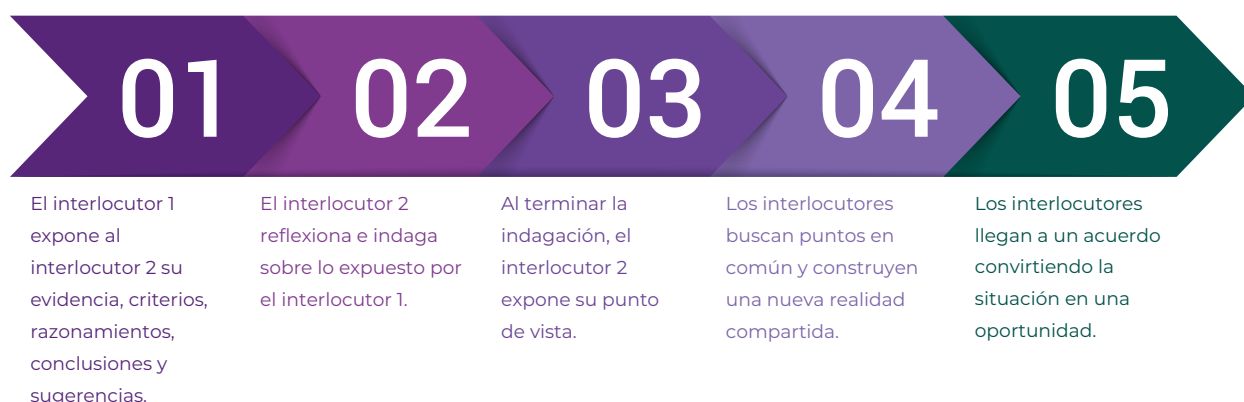 01
02
03
04
05
El interlocutor 1
expone al
interlocutor 2 su
evidencia, criterios,
razonamientos,
conclusiones y
sugerencias.
El interlocutor 2
reflexiona e indaga
sobre lo expuesto por
el interlocutor 1.
Al terminar la
indagación, el
interlocutor 2
expone su punto
de vista.
Los interlocutores
buscan puntos en
común y construyen
una nueva realidad
compartida.
Los interlocutores
llegan a un acuerdo
convirtiendo la
situación en una
oportunidad.